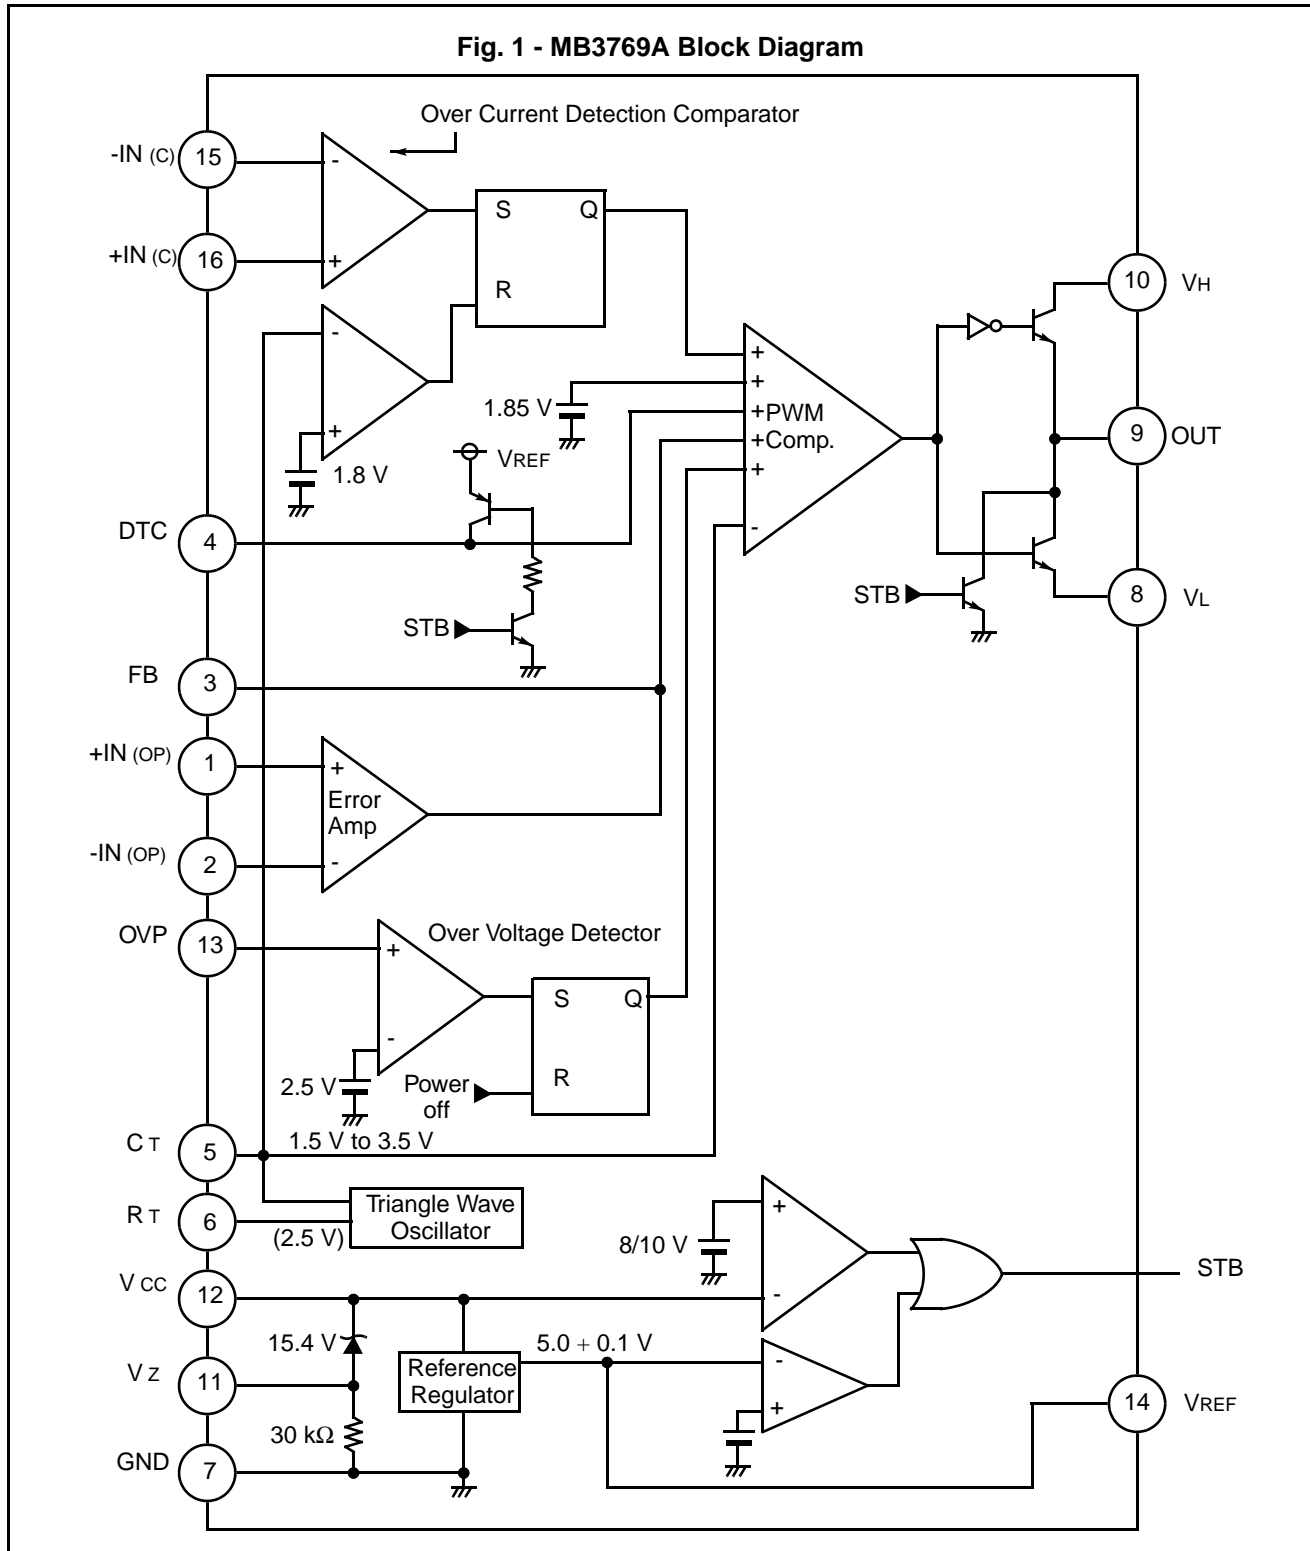 Fig. 1 - MB3769A Block Diagram
Over Current Detection Comparator
-IN (C)
15
-
S
Q
+IN (C)
16
+
R
10
VH
-
+
+
1.85 V
+PWM
+Comp.
+
-
9
OUT
+
1.8 V
VREF
DTC
4
STB
STB
8
VL
FB
3
+IN (OP)
1
+
Error
Amp
-IN (OP)
2
-
OVP
13
+
Over Voltage Detector
S
Q
-
2.5 V
Power
off
R
C T
5
1.5 V to 3.5 V
R T
6
(2.5 V)
Triangle Wave
Oscillator
+
8/10 V
STB
V CC
12
-
15.4 V
5.0 + 0.1 V
-
Reference
Regulator
V Z
11
+
14
VREF
30 kΩ
GND
7